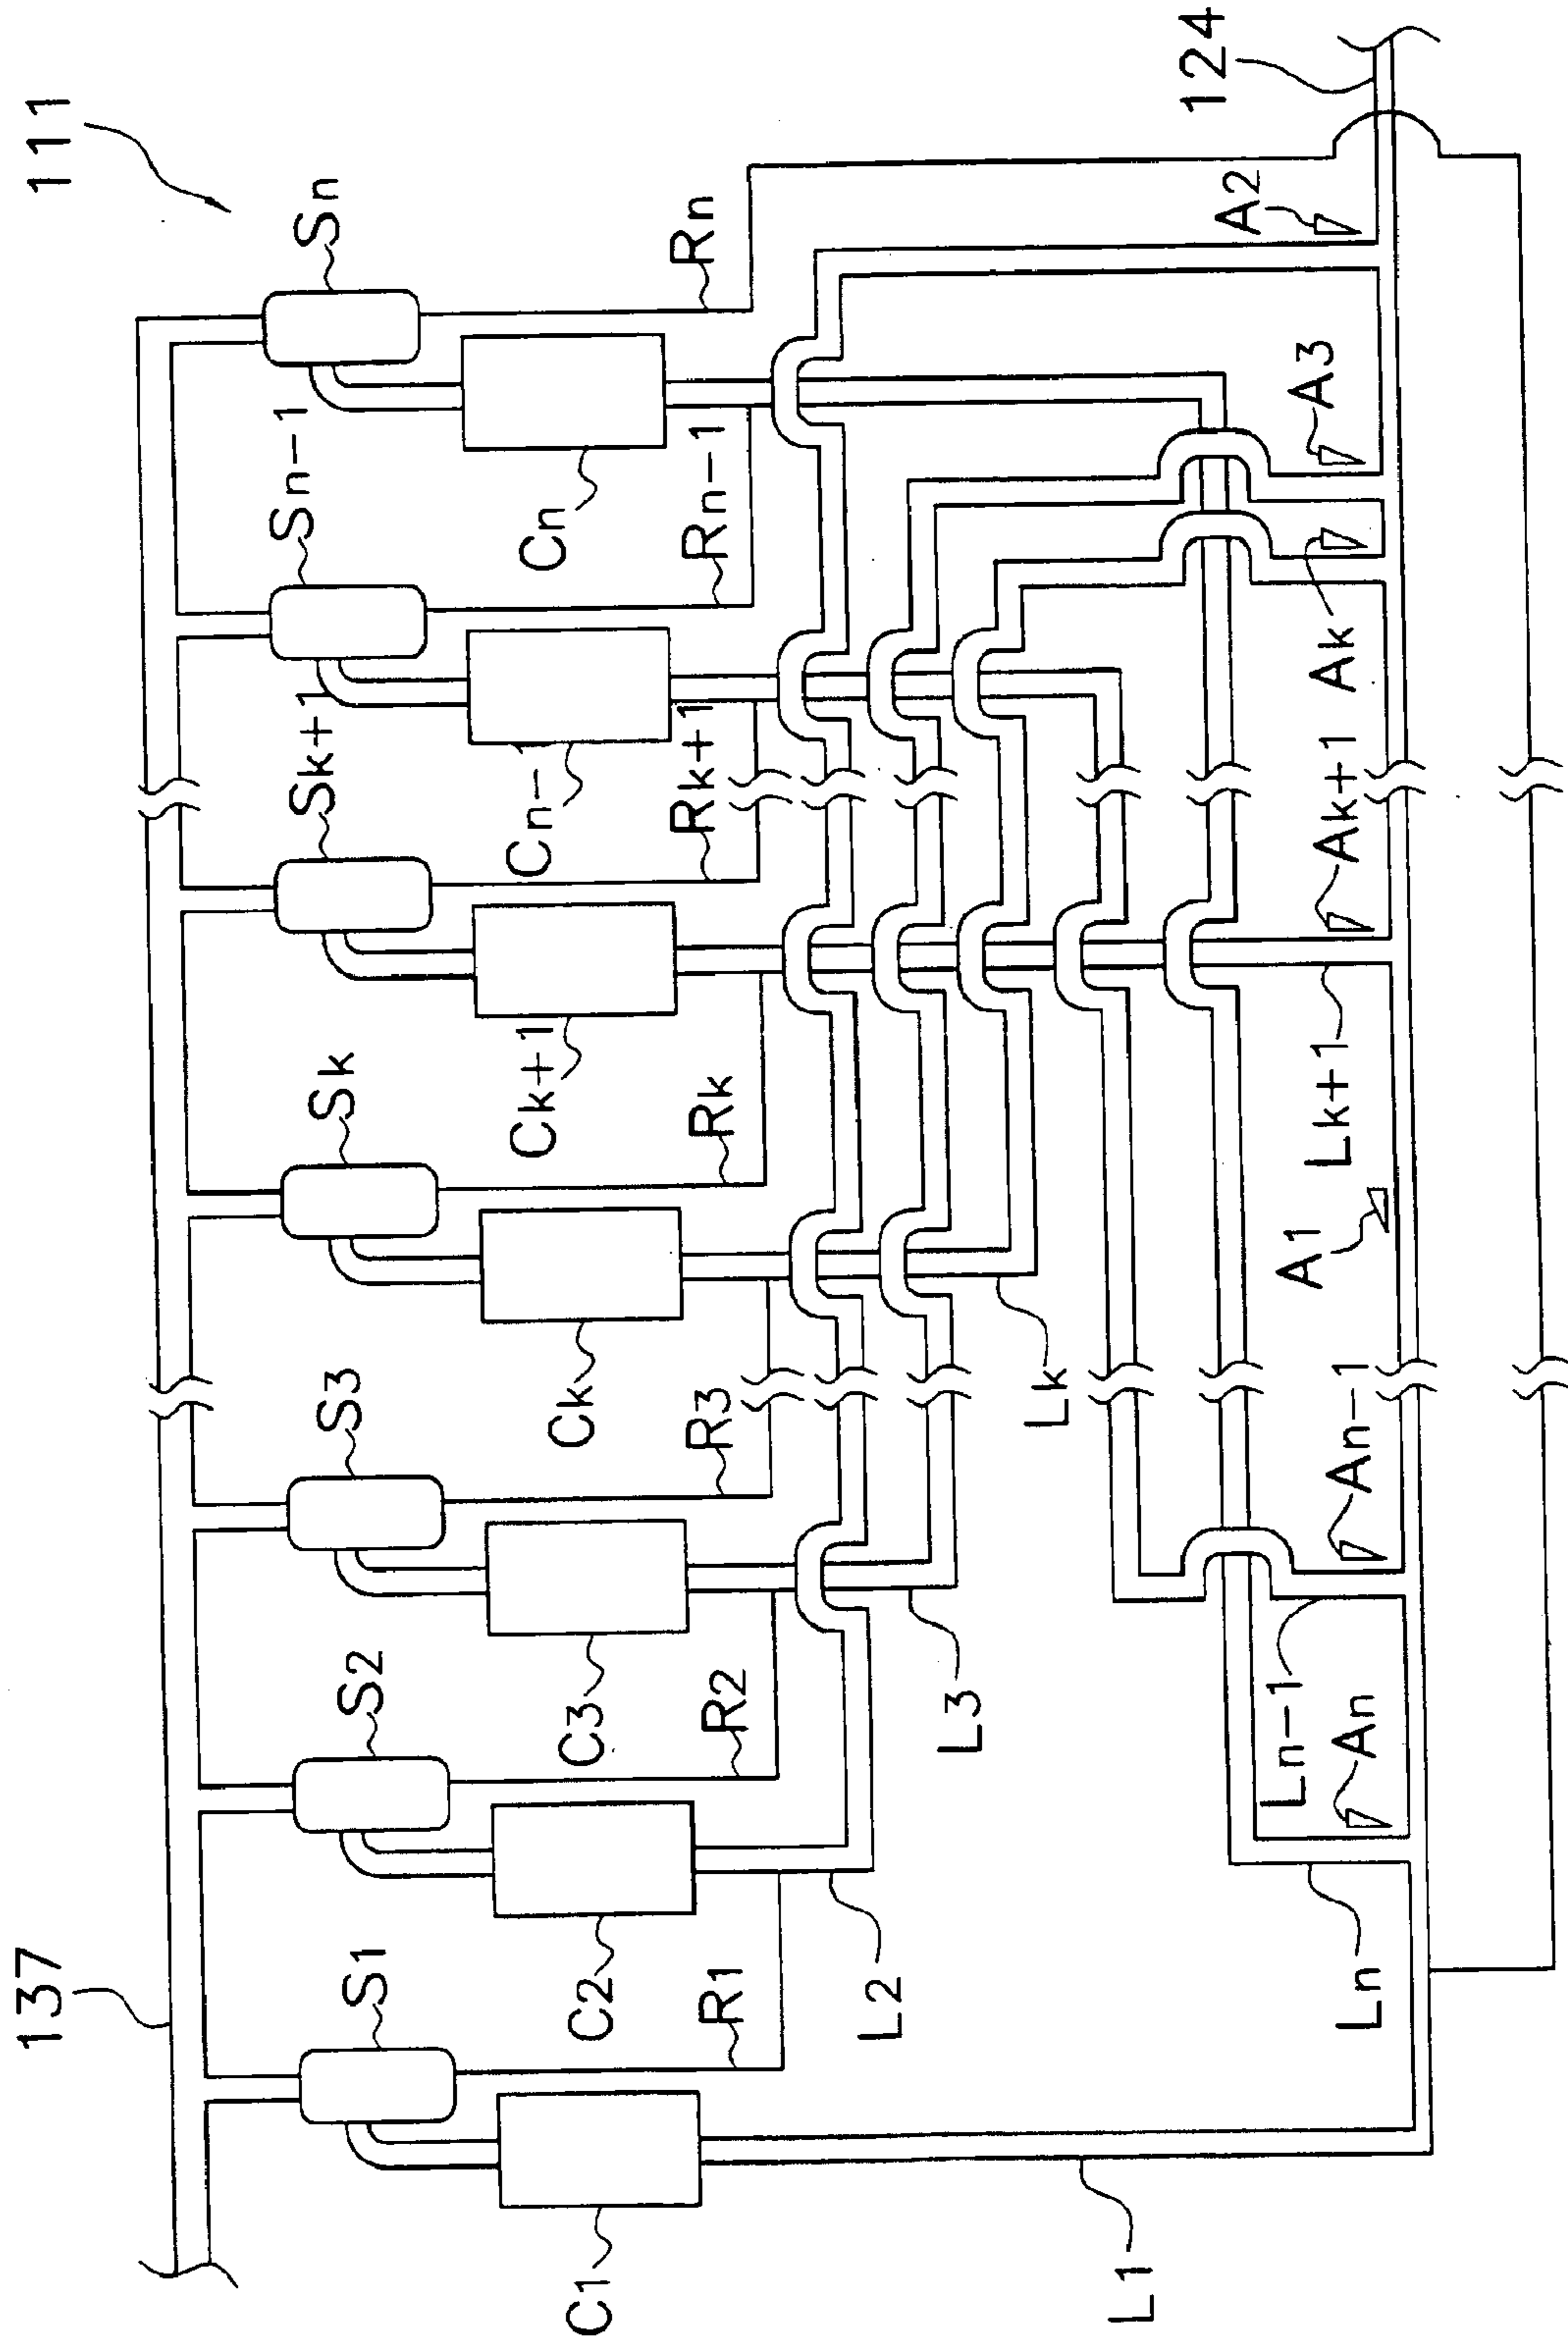 111
137
124
Sn
Sn-1
Sk+1
Sk
S3
S2
S1
Cn
Cn-1
Ck+1
Ck
C3
C2
C1
Rn
Rn-1
Rk+1
Rk
R3
R2
R1
L1
L2
L3
Lk
Lk+1
Ln-1
Ln
A1
A2
A3
Ak
Ak+1
An-1
An